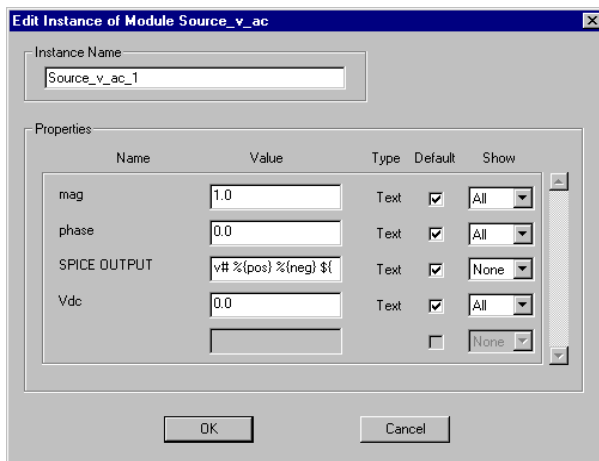 Edit Instance of Module Source_v_ac
Instance Name
Source_v_ac_1
Properties
Name Value Type Default Show
mag 1.0 Text All
phase 0.0 Text All
SPICE OUTPUT v# %{pos} %{neg} ${ Text None
Vdc 0.0 Text All
None
OK Cancel